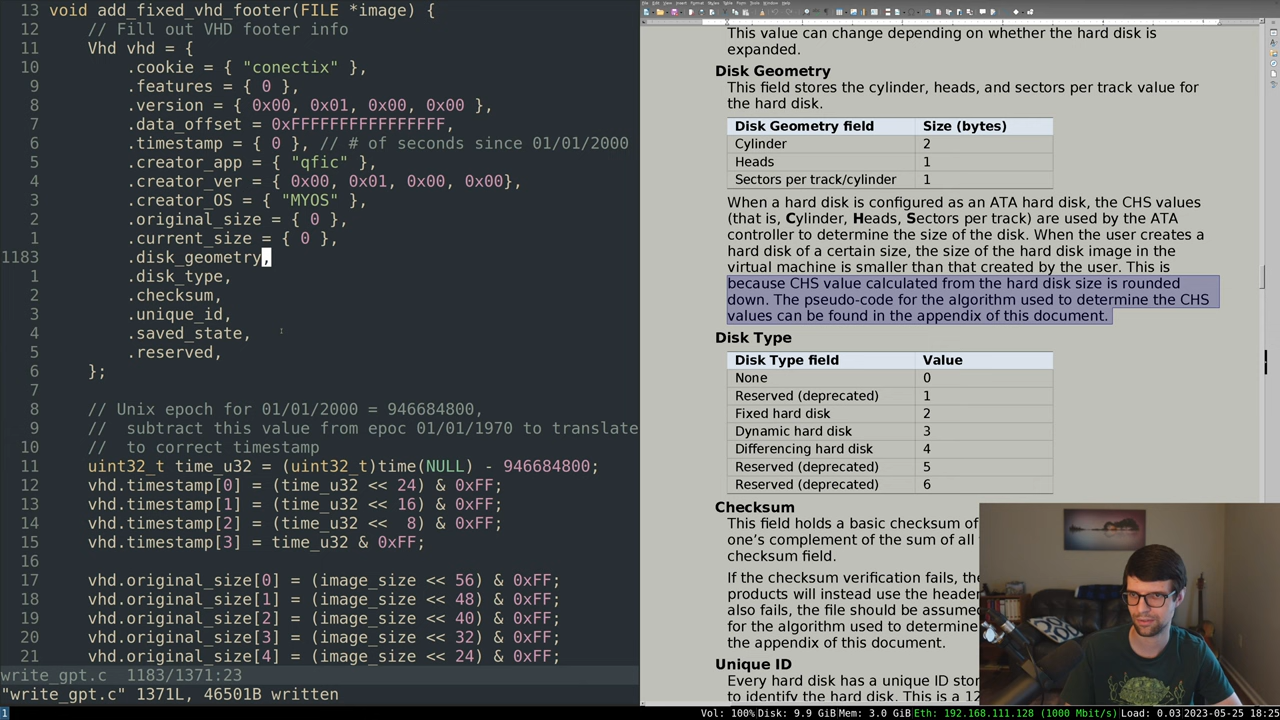 13 void add_fixed_vhd_footer(FILE *image) {
12     // Fill out VHD footer info
11     Vhd vhd = {
10         .cookie = { "conectix" },
9         .features = { 0 },
8         .version = { 0x00, 0x01, 0x00, 0x00 },
7         .data_offset = 0xFFFFFFFFFFFFFFFF,
6         .timestamp = { 0 }, // # of seconds since 01/01/2000
5         .creator_app = { "qfic" },
4         .creator_ver = { 0x00, 0x01, 0x00, 0x00},
3         .creator_OS = { "MYOS" },
2         .original_size = { 0 },
1         .current_size = { 0 },
1183         .disk_geometry,
1         .disk_type,
2         .checksum,
3         .unique_id,
4         .saved_state,
5         .reserved,
6     };
7
8     // Unix epoch for 01/01/2000 = 946684800,
9     //  subtract this value from epoc 01/01/1970 to translate
10     //  to correct timestamp
11     uint32_t time_u32 = (uint32_t)time(NULL) - 946684800;
12     vhd.timestamp[0] = (time_u32 << 24) & 0xFF;
13     vhd.timestamp[1] = (time_u32 << 16) & 0xFF;
14     vhd.timestamp[2] = (time_u32 <<  8) & 0xFF;
15     vhd.timestamp[3] = time_u32 & 0xFF;
16
17     vhd.original_size[0] = (image_size << 56) & 0xFF;
18     vhd.original_size[1] = (image_size << 48) & 0xFF;
19     vhd.original_size[2] = (image_size << 40) & 0xFF;
20     vhd.original_size[3] = (image_size << 32) & 0xFF;
21     vhd.original_size[4] = (image_size << 24) & 0xFF;
write_gpt.c  1183/1371:23
"write_gpt.c" 1371L, 46501B written
This value can change depending on whether the hard disk is
expanded.
Disk Geometry
This field stores the cylinder, heads, and sectors per track value for
the hard disk.
Disk Geometry field Size (bytes)
Cylinder 2
Heads 1
Sectors per track/cylinder 1
When a hard disk is configured as an ATA hard disk, the CHS values
(that is, Cylinder, Heads, Sectors per track) are used by the ATA
controller to determine the size of the disk. When the user creates a
hard disk of a certain size, the size of the hard disk image in the
virtual machine is smaller than that created by the user. This is
because CHS value calculated from the hard disk size is rounded
down. The pseudo-code for the algorithm used to determine the CHS
values can be found in the appendix of this document.
Disk Type
Disk Type field Value
None 0
Reserved (deprecated) 1
Fixed hard disk 2
Dynamic hard disk 3
Differencing hard disk 4
Reserved (deprecated) 5
Reserved (deprecated) 6
Checksum
This field holds a basic checksum of
one's complement of the sum of all
checksum field.
If the checksum verification fails, the
products will instead use the header
also fails, the file should be assumed
for the algorithm used to determine
the appendix of this document.
Unique ID
Every hard disk has a unique ID stor
to identify the hard disk. This is a 12
1 Vol: 100% Disk: 9.9 GiB Mem: 3.0 GiB Eth: 192.168.111.128 (1000 Mbit/s) Load: 0.03 2023-05-25 18:25